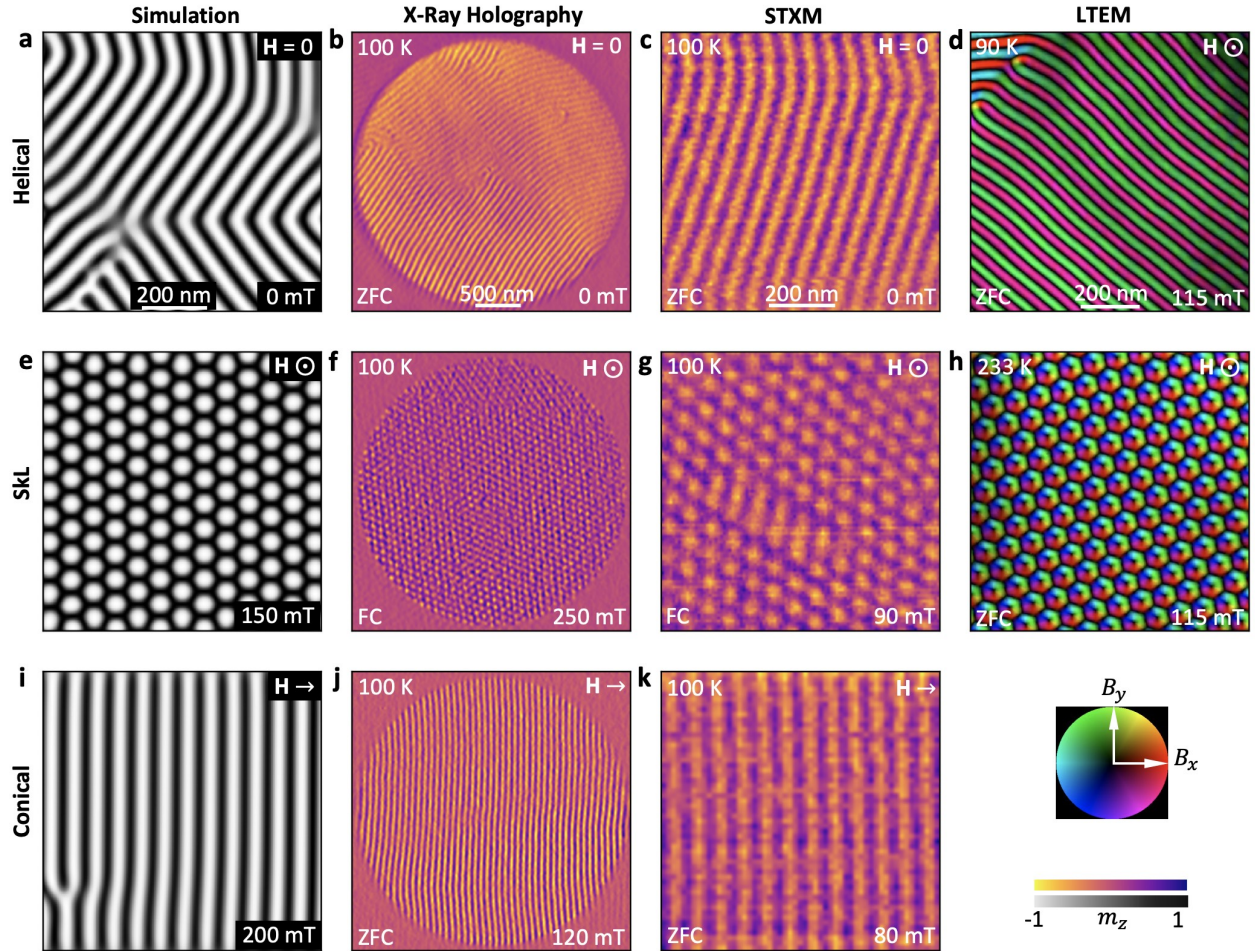 Simulation
X-Ray Holography
STXM
LTEM
Helical
a
H = 0
200 nm
0 mT
b
100 K
H = 0
ZFC
500 nm
0 mT
c
100 K
H = 0
ZFC
200 nm
0 mT
d
90 K
H ⊙
ZFC
200 nm
115 mT
SkL
e
H ⊙
150 mT
f
100 K
H ⊙
FC
250 mT
g
100 K
H ⊙
FC
90 mT
h
233 K
H ⊙
ZFC
115 mT
Conical
i
H →
200 mT
j
100 K
H →
ZFC
120 mT
k
100 K
H →
ZFC
80 mT
B_y
B_x
-1 m_z 1